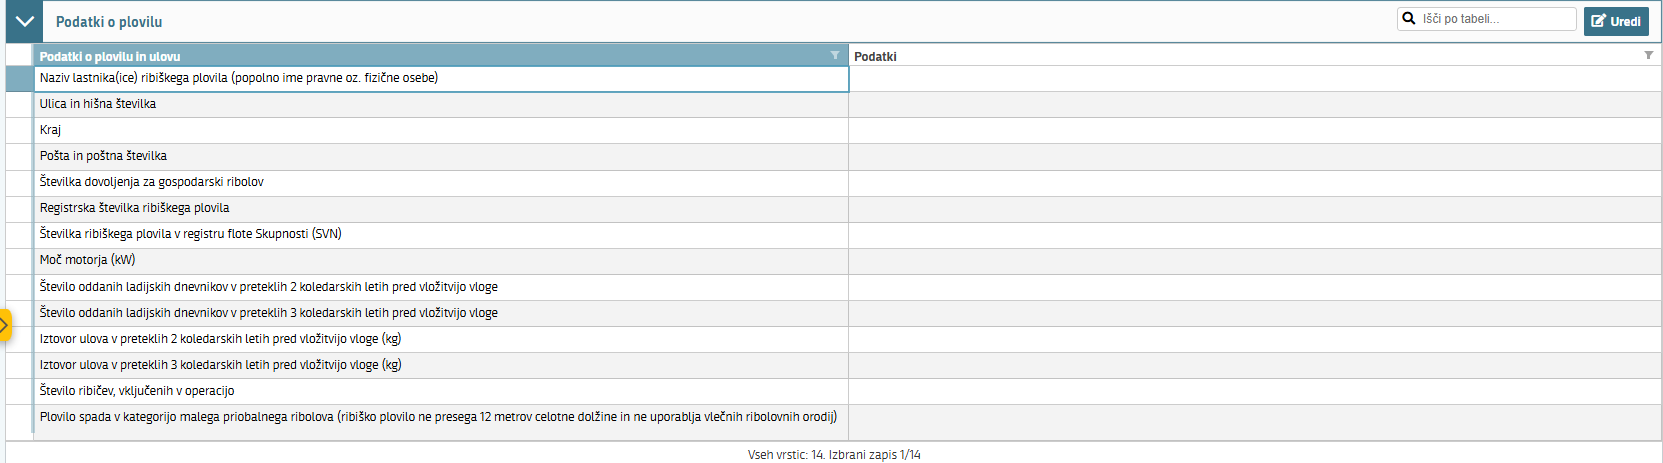 Podatki o plovilu
Išči po tabeli...
Uredi
Podatki o plovilu in ulovu
Podatki
Naziv lastnika(ice) ribiškega plovila (popolno ime pravne oz. fizične osebe)
Ulica in hišna številka
Kraj
Pošta in poštna številka
Številka dovoljenja za gospodarski ribolov
Registrska številka ribiškega plovila
Številka ribiškega plovila v registru flote Skupnosti (SVN)
Moč motorja (kW)
Število oddanih ladijskih dnevnikov v preteklih 2 koledarskih letih pred vložitvijo vloge
Število oddanih ladijskih dnevnikov v preteklih 3 koledarskih letih pred vložitvijo vloge
Iztovor ulova v preteklih 2 koledarskih letih pred vložitvijo vloge (kg)
Iztovor ulova v preteklih 3 koledarskih letih pred vložitvijo vloge (kg)
Število ribičev, vključenih v operacijo
Plovilo spada v kategorijo malega priobalnega ribolova (ribiško plovilo ne presega 12 metrov celotne dolžine in ne uporablja vlečnih ribolovnih orodij)
Vseh vrstic: 14. Izbrani zapis 1/14